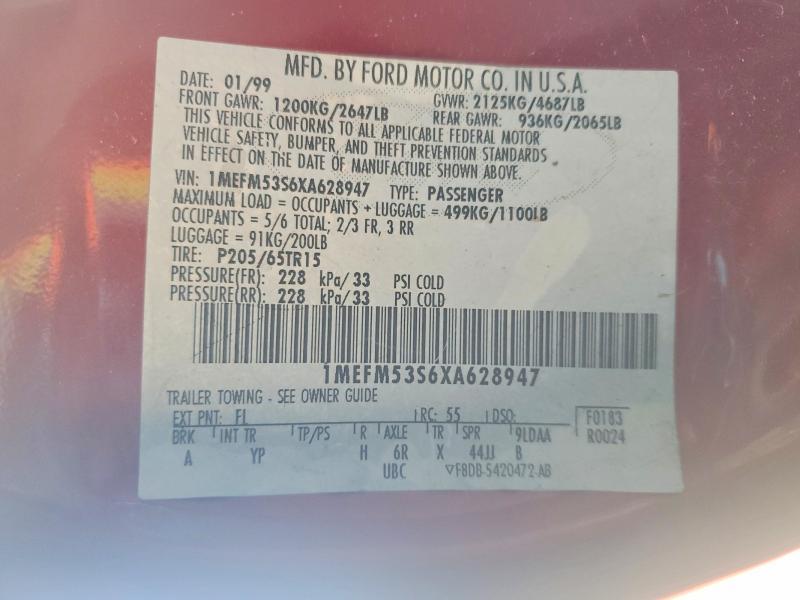 MFD. BY FORD MOTOR CO. IN U.S.A.
DATE: 01/99 GVWR: 2125KG/4687LB
FRONT GAWR: 1200KG/2647LB REAR GAWR: 936KG/2065LB
THIS VEHICLE CONFORMS TO ALL APPLICABLE FEDERAL MOTOR
VEHICLE SAFETY, BUMPER, AND THEFT PREVENTION STANDARDS
IN EFFECT ON THE DATE OF MANUFACTURE SHOWN ABOVE.
VIN: 1MEFM53S6XA628947 TYPE: PASSENGER
MAXIMUM LOAD = OCCUPANTS + LUGGAGE = 499KG/1100LB
OCCUPANTS = 5/6 TOTAL; 2/3 FR, 3 RR
LUGGAGE = 91KG/200LB
TIRE: P205/65TR15
PRESSURE(FR): 228 kPa/33 PSI COLD
PRESSURE(RR): 228 kPa/33 PSI COLD
1MEFM53S6XA628947
TRAILER TOWING - SEE OWNER GUIDE
EXT PNT: FL RC: 55 DSO: F0183
BRK INT TR TP/PS R AXLE TR SPR 9LDAA R0024
A YP H 6R X 44JJ B
UBC ▽F8DB-5420472-AB